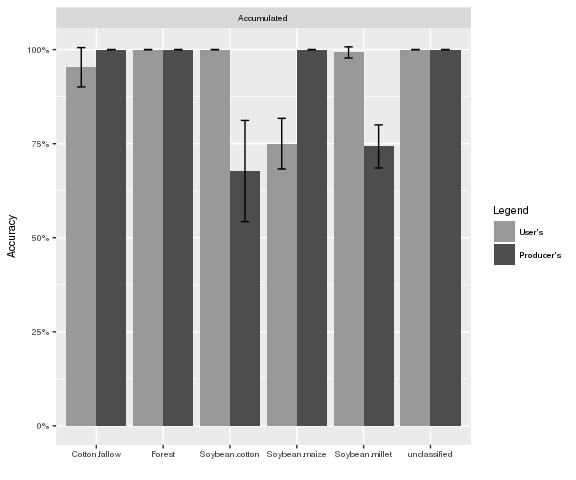 Accumulated
100%
75%
50%
25%
0%
Accuracy
Cotton.fallow
Forest
Soybean.cotton
Soybean.maize
Soybean.millet
unclassified
Legend
User's
Producer's